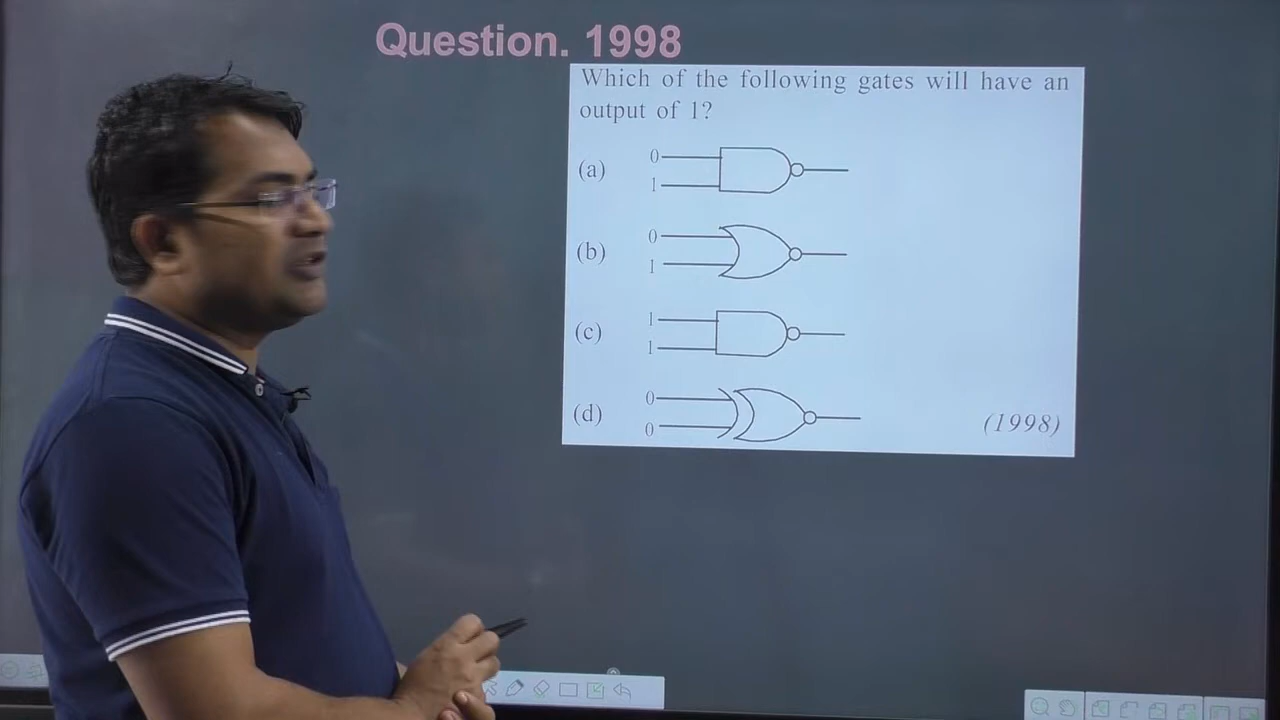 Question. 1998
Which of the following gates will have an
output of 1?
(a) 0
1
(b) 0
1
(c) 1
1
(d) 0
0
(1998)